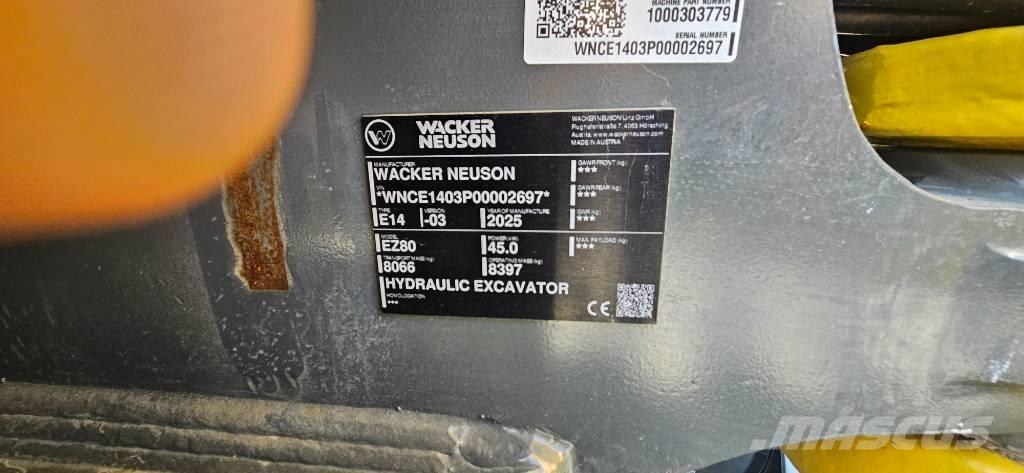 MACHINE PART NUMBER
1000303779
SERIAL NUMBER
WNCE1403P00002697
WACKER
NEUSON
WACKER NEUSON Linz GmbH
Flughafenstraße 7, 4063 Hörsching
Austria, www.wackerneuson.com
MADE IN AUSTRIA
MANUFACTURER
WACKER NEUSON
VIN
*WNCE1403P00002697*
TYPE VERSION YEAR OF MANUFACTURE
E14 -03 2025
MODEL POWER (kW)
EZ80 45.0
TRANSPORT MASS (kg) OPERATING MASS (kg)
8066 8397
HYDRAULIC EXCAVATOR
HOMOLOGATION
***
GAWR FRONT (kg)
***
GAWR REAR (kg)
***
GWR (kg)
***
MAX. PAYLOAD (kg)
***
CE
MASCUS